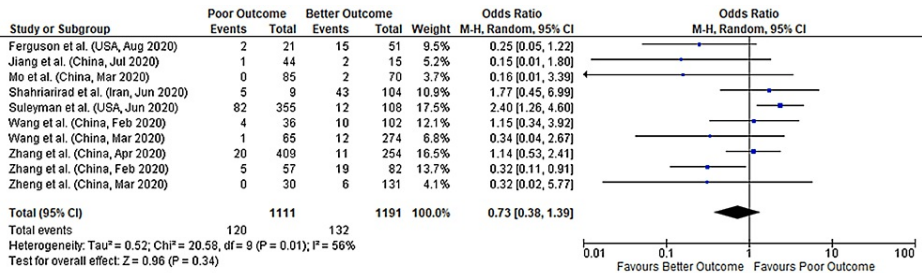 Poor Outcome Better Outcome Odds Ratio Odds Ratio
Study or Subgroup Events Total Events Total Weight M-H, Random, 95% CI M-H, Random, 95% CI
Ferguson et al. (USA, Aug 2020) 2 21 15 51 9.5% 0.25 [0.05, 1.22]
Jiang et al. (China, Jul 2020) 1 44 2 15 5.2% 0.15 [0.01, 1.80]
Mo et al. (China, Mar 2020) 0 85 2 70 4.1% 0.16 [0.01, 3.39]
Shahriarirad et al. (Iran, Jun 2020) 5 9 43 104 10.7% 1.77 [0.45, 6.99]
Suleyman et al. (USA, Jun 2020) 82 355 12 108 17.5% 2.40 [1.26, 4.60]
Wang et al. (China, Feb 2020) 4 36 10 102 12.1% 1.15 [0.34, 3.92]
Wang et al. (China, Mar 2020) 1 65 12 274 6.8% 0.34 [0.04, 2.67]
Zhang et al. (China, Apr 2020) 20 409 11 254 16.5% 1.14 [0.53, 2.41]
Zhang et al. (China, Feb 2020) 5 57 19 82 13.7% 0.32 [0.11, 0.91]
Zheng et al. (China, Mar 2020) 0 30 6 131 4.1% 0.32 [0.02, 5.77]
Total (95% CI) 1111 1191 100.0% 0.73 [0.38, 1.39]
Total events 120 132
Heterogeneity: Tau² = 0.52; Chi² = 20.58, df = 9 (P = 0.01); I² = 56%
Test for overall effect: Z = 0.96 (P = 0.34)
0.01 0.1 1 10 100
Favours Better Outcome Favours Poor Outcome